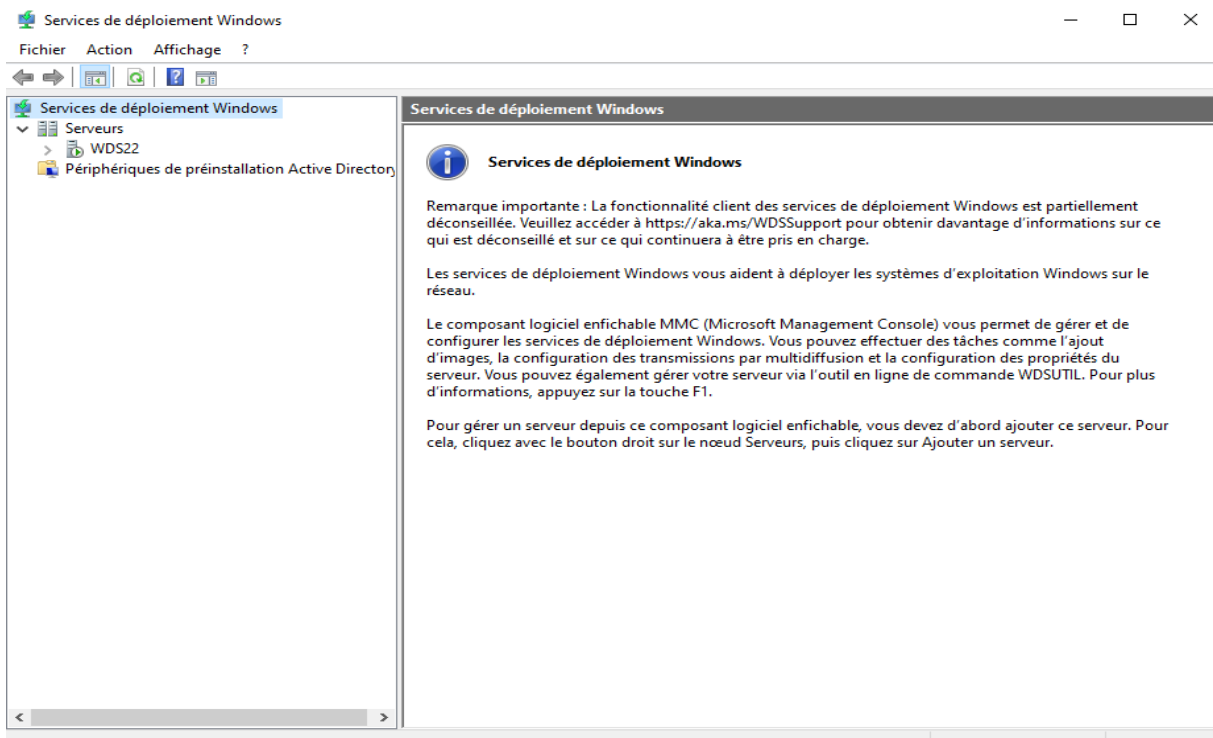 Services de déploiement Windows
Fichier Action Affichage ?
Services de déploiement Windows
Serveurs
WDS22
Périphériques de préinstallation Active Director
Services de déploiement Windows
Services de déploiement Windows
Remarque importante : La fonctionnalité client des services de déploiement Windows est partiellement
déconseillée. Veuillez accéder à https://aka.ms/WDSSupport pour obtenir davantage d'informations sur ce
qui est déconseillé et sur ce qui continuera à être pris en charge.
Les services de déploiement Windows vous aident à déployer les systèmes d'exploitation Windows sur le
réseau.
Le composant logiciel enfichable MMC (Microsoft Management Console) vous permet de gérer et de
configurer les services de déploiement Windows. Vous pouvez effectuer des tâches comme l'ajout
d'images, la configuration des transmissions par multidiffusion et la configuration des propriétés du
serveur. Vous pouvez également gérer votre serveur via l'outil en ligne de commande WDSUTIL. Pour plus
d'informations, appuyez sur la touche F1.
Pour gérer un serveur depuis ce composant logiciel enfichable, vous devez d'abord ajouter ce serveur. Pour
cela, cliquez avec le bouton droit sur le nœud Serveurs, puis cliquez sur Ajouter un serveur.